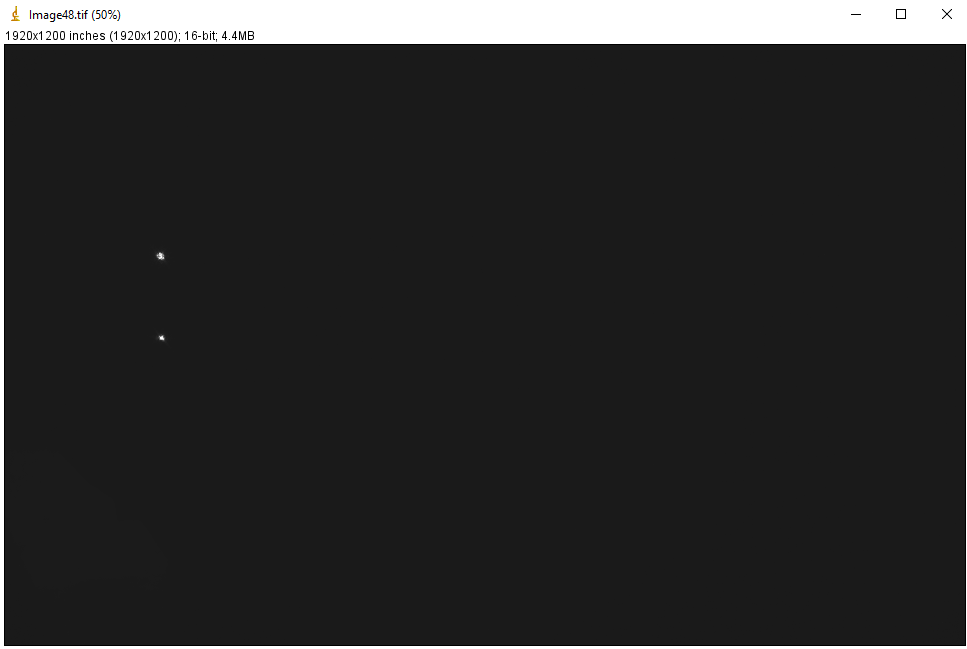 Image48.tif (50%)
1920x1200 inches (1920x1200); 16-bit; 4.4MB